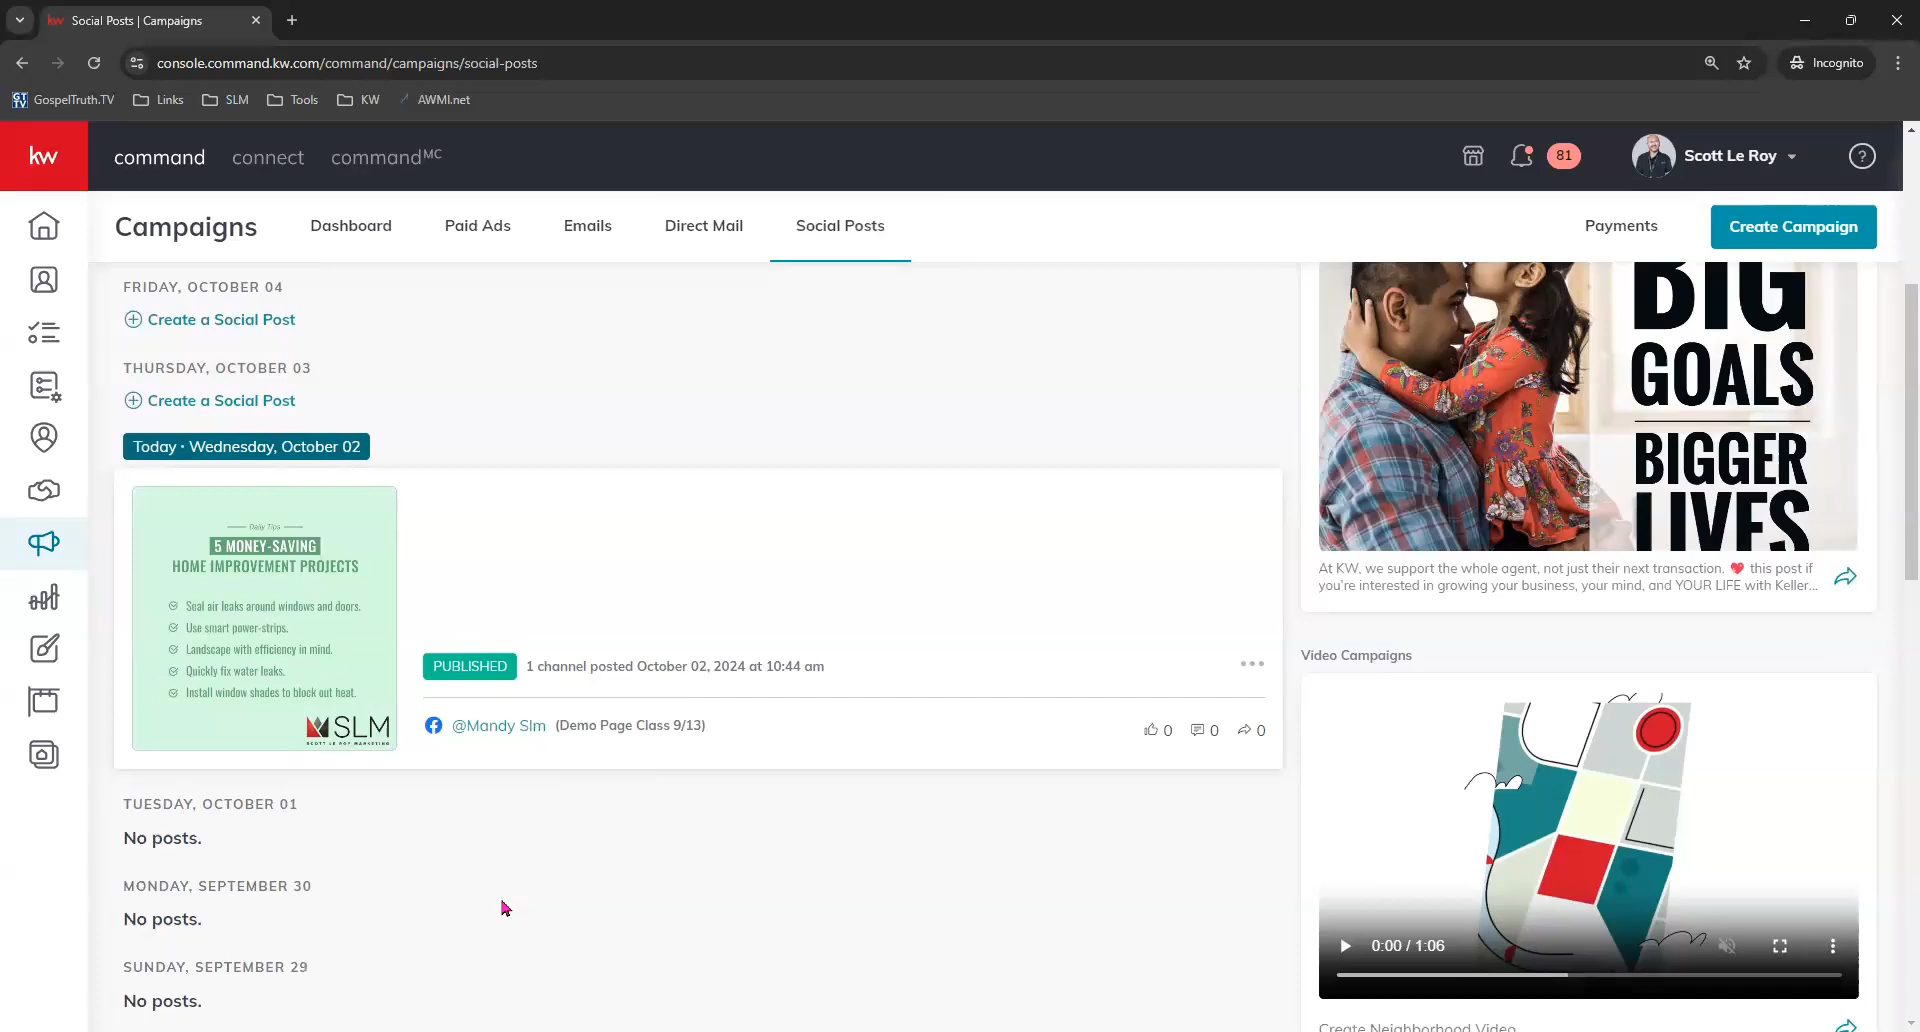 kw Social Posts | Campaigns
console.command.kw.com/command/campaigns/social-posts
Incognito
GT TV GospelTruth.TV Links SLM Tools KW AWMI.net
kw command connect commandMC 81 Scott Le Roy ?
Campaigns Dashboard Paid Ads Emails Direct Mail Social Posts Payments Create Campaign
FRIDAY, OCTOBER 04
Create a Social Post
THURSDAY, OCTOBER 03
Create a Social Post
Today · Wednesday, October 02
Daily Tips
5 MONEY-SAVING
HOME IMPROVEMENT PROJECTS
Seal air leaks around windows and doors.
Use smart power-strips.
Landscape with efficiency in mind.
Quickly fix water leaks.
Install window shades to block out heat.
SLM
SCOTT LE ROY MARKETING
PUBLISHED 1 channel posted October 02, 2024 at 10:44 am
@Mandy Slm (Demo Page Class 9/13)
0 0 0
TUESDAY, OCTOBER 01
No posts.
MONDAY, SEPTEMBER 30
No posts.
SUNDAY, SEPTEMBER 29
No posts.
BIG
GOALS
BIGGER
LIVES
At KW, we support the whole agent, not just their next transaction. 💖 this post if
you're interested in growing your business, your mind, and YOUR LIFE with Keller...
Video Campaigns
0:00 / 1:06
Create Neighborhood Video